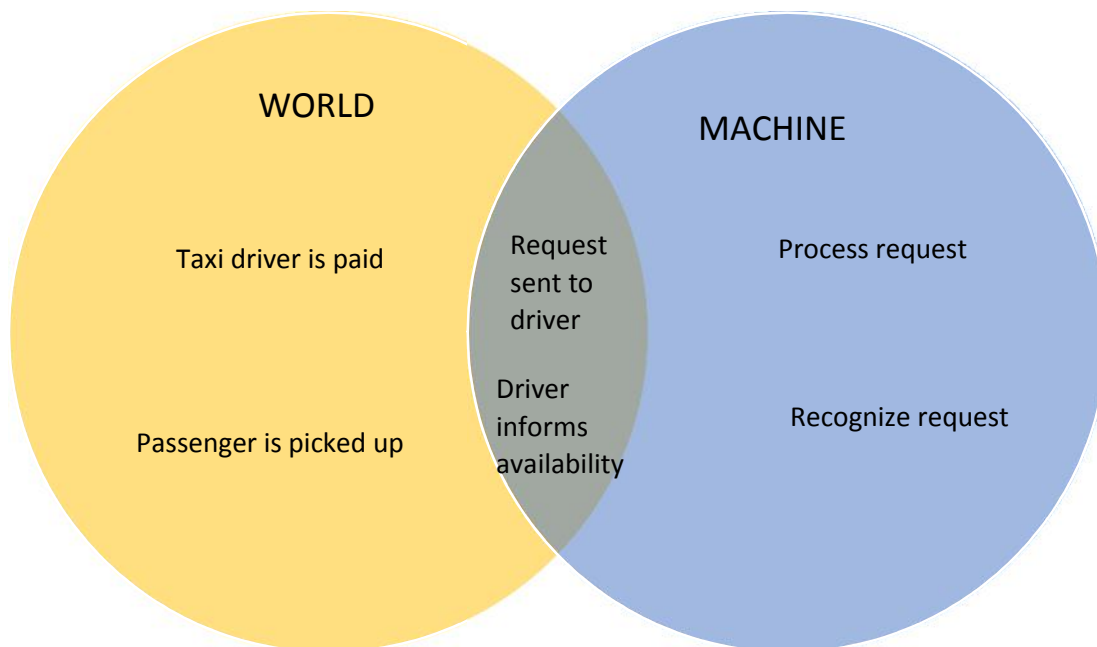 WORLD
MACHINE
Taxi driver is paid
Passenger is picked up
Request
sent to
driver
Driver
informs
availability
Process request
Recognize request